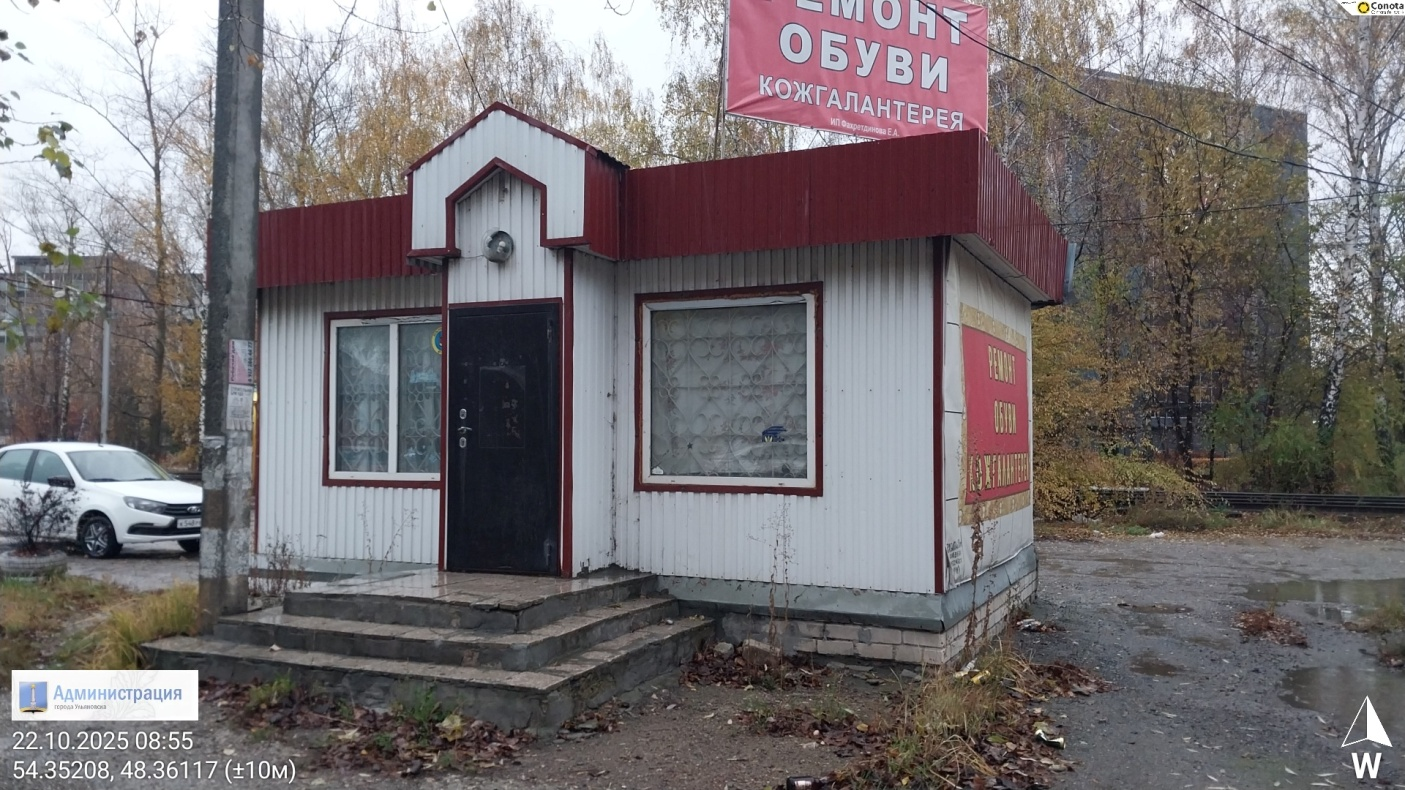 Conota
РЕМОНТ
ОБУВИ
КОЖГАЛАНТЕРЕЯ
ИП Фахретдинова Е.А.
РЕМОНТ
ОБУВИ
КОЖГАЛАНТЕРЕ
Администрация
города Ульяновска
22.10.2025 08:55
54.35208, 48.36117 (±10м)
W